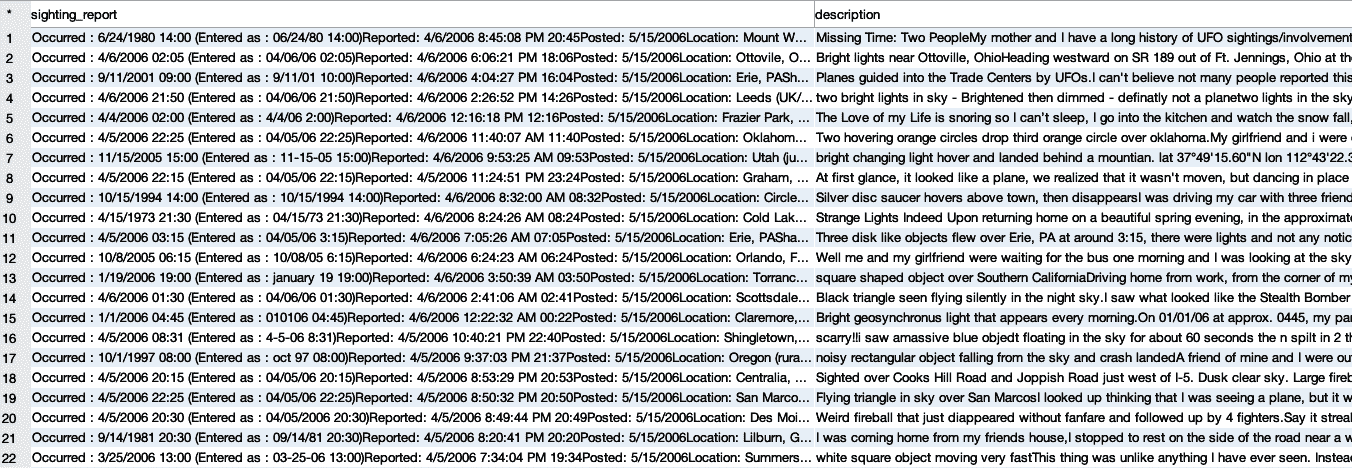 * sighting_report description
1 Occurred : 6/24/1980 14:00 (Entered as : 06/24/80 14:00)Reported: 4/6/2006 8:45:08 PM 20:45Posted: 5/15/2006Location: Mount W... Missing Time: Two PeopleMy mother and I have a long history of UFO sightings/involvement
2 Occurred : 4/6/2006 02:05 (Entered as : 04/06/06 02:05)Reported: 4/6/2006 6:06:21 PM 18:06Posted: 5/15/2006Location: Ottovile, O... Bright lights near Ottoville, OhioHeading westward on SR 189 out of Ft. Jennings, Ohio at th
3 Occurred : 9/11/2001 09:00 (Entered as : 9/11/01 10:00)Reported: 4/6/2006 4:04:27 PM 16:04Posted: 5/15/2006Location: Erie, PASh... Planes guided into the Trade Centers by UFOs.I can't believe not many people reported this
4 Occurred : 4/6/2006 21:50 (Entered as : 04/06/06 21:50)Reported: 4/6/2006 2:26:52 PM 14:26Posted: 5/15/2006Location: Leeds (UK/... two bright lights in sky - Brightened then dimmed - definatly not a planetwo lights in the sky
5 Occurred : 4/4/2006 02:00 (Entered as : 4/4/06 2:00)Reported: 4/6/2006 12:16:18 PM 12:16Posted: 5/15/2006Location: Frazier Park, ... The Love of my Life is snoring so I can't sleep, I go into the kitchen and watch the snow fall,
6 Occurred : 4/5/2006 22:25 (Entered as : 04/05/06 22:25)Reported: 4/6/2006 11:40:07 AM 11:40Posted: 5/15/2006Location: Oklahom... Two hovering orange circles drop third orange circle over oklahoma.My girlfriend and i were
7 Occurred : 11/15/2005 15:00 (Entered as : 11-15-05 15:00)Reported: 4/6/2006 9:53:25 AM 09:53Posted: 5/15/2006Location: Utah (ju... bright changing light hover and landed behind a mountian. lat 37°49'15.60"N lon 112°43'22.3
8 Occurred : 4/5/2006 22:15 (Entered as : 04/05/06 22:15)Reported: 4/5/2006 11:24:51 PM 23:24Posted: 5/15/2006Location: Graham, ... At first glance, it looked like a plane, we realized that it wasn't moven, but dancing in place
9 Occurred : 10/15/1994 14:00 (Entered as : 10/15/1994 14:00)Reported: 4/6/2006 8:32:00 AM 08:32Posted: 5/15/2006Location: Circle... Silver disc saucer hovers above town, then disappearsI was driving my car with three friend
10 Occurred : 4/15/1973 21:30 (Entered as : 04/15/73 21:30)Reported: 4/6/2006 8:24:26 AM 08:24Posted: 5/15/2006Location: Cold Lak... Strange Lights Indeed Upon returning home on a beautiful spring evening, in the approximate
11 Occurred : 4/5/2006 03:15 (Entered as : 04/05/06 3:15)Reported: 4/6/2006 7:05:26 AM 07:05Posted: 5/15/2006Location: Erie, PASha... Three disk like objects flew over Erie, PA at around 3:15, there were lights and not any notic
12 Occurred : 10/8/2005 06:15 (Entered as : 10/08/05 6:15)Reported: 4/6/2006 6:24:23 AM 06:24Posted: 5/15/2006Location: Orlando, F... Well me and my girlfriend were waiting for the bus one morning and I was looking at the sky
13 Occurred : 1/19/2006 19:00 (Entered as : january 19 19:00)Reported: 4/6/2006 3:50:39 AM 03:50Posted: 5/15/2006Location: Torranc... square shaped object over Southern CaliforniaDriving home from work, from the corner of my
14 Occurred : 4/6/2006 01:30 (Entered as : 04/06/06 01:30)Reported: 4/6/2006 2:41:06 AM 02:41Posted: 5/15/2006Location: Scottsdale... Black triangle seen flying silently in the night sky.I saw what looked like the Stealth Bomber
15 Occurred : 1/1/2006 04:45 (Entered as : 010106 04:45)Reported: 4/6/2006 12:22:32 AM 00:22Posted: 5/15/2006Location: Claremore,... Bright geosynchronus light that appears every morning.On 01/01/06 at approx. 0445, my pa
16 Occurred : 4/5/2006 08:31 (Entered as : 4-5-06 8:31)Reported: 4/5/2006 10:40:21 PM 22:40Posted: 5/15/2006Location: Shingletown,... scarry!!i saw amassive blue objedt floating in the sky for about 60 seconds the n spilt in 2 th
17 Occurred : 10/1/1997 08:00 (Entered as : oct 97 08:00)Reported: 4/5/2006 9:37:03 PM 21:37Posted: 5/15/2006Location: Oregon (rura... noisy rectangular object falling from the sky and crash landedA friend of mine and I were ou
18 Occurred : 4/5/2006 20:15 (Entered as : 04/05/06 20:15)Reported: 4/5/2006 8:53:29 PM 20:53Posted: 5/15/2006Location: Centralia, ... Sighted over Cooks Hill Road and Joppish Road just west of I-5. Dusk clear sky. Large fireb
19 Occurred : 4/5/2006 22:25 (Entered as : 04/05/06 22:25)Reported: 4/5/2006 8:50:32 PM 20:50Posted: 5/15/2006Location: San Marco... Flying triangle in sky over San MarcosI looked up thinking that I was seeing a plane, but it w
20 Occurred : 4/5/2006 20:30 (Entered as : 04/05/2006 20:30)Reported: 4/5/2006 8:49:44 PM 20:49Posted: 5/15/2006Location: Des Moi... Weird fireball that just diappeared without fanfare and followed up by 4 fighters.Say it streal
21 Occurred : 9/14/1981 20:30 (Entered as : 09/14/81 20:30)Reported: 4/5/2006 8:20:41 PM 20:20Posted: 5/15/2006Location: Lilburn, G... I was coming home from my friends house,I stopped to rest on the side of the road near a w
22 Occurred : 3/25/2006 13:00 (Entered as : 03-25-06 13:00)Reported: 4/5/2006 7:34:04 PM 19:34Posted: 5/15/2006Location: Summers... white square object moving very fastThis thing was unlike anything I have ever seen. Instead